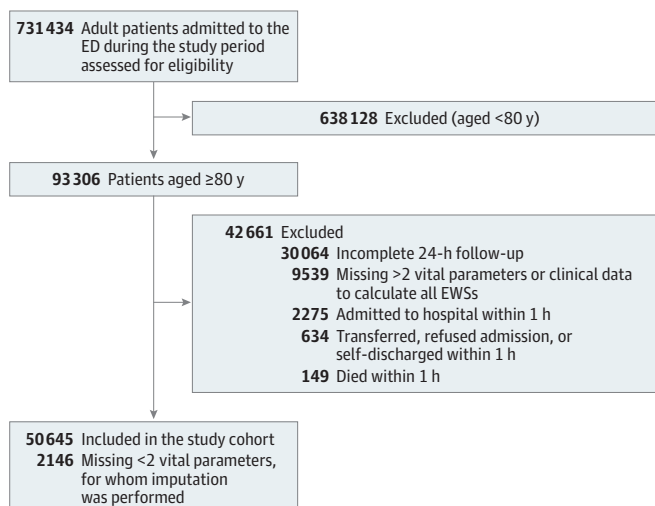 731434 Adult patients admitted to the
ED during the study period
assessed for eligibility
638128 Excluded (aged <80 y)
93306 Patients aged ≥80 y
42661 Excluded
30064 Incomplete 24-h follow-up
9539 Missing >2 vital parameters or clinical data
to calculate all EWSs
2275 Admitted to hospital within 1 h
634 Transferred, refused admission, or
self-discharged within 1 h
149 Died within 1 h
50645 Included in the study cohort
2146 Missing <2 vital parameters,
for whom imputation
was performed